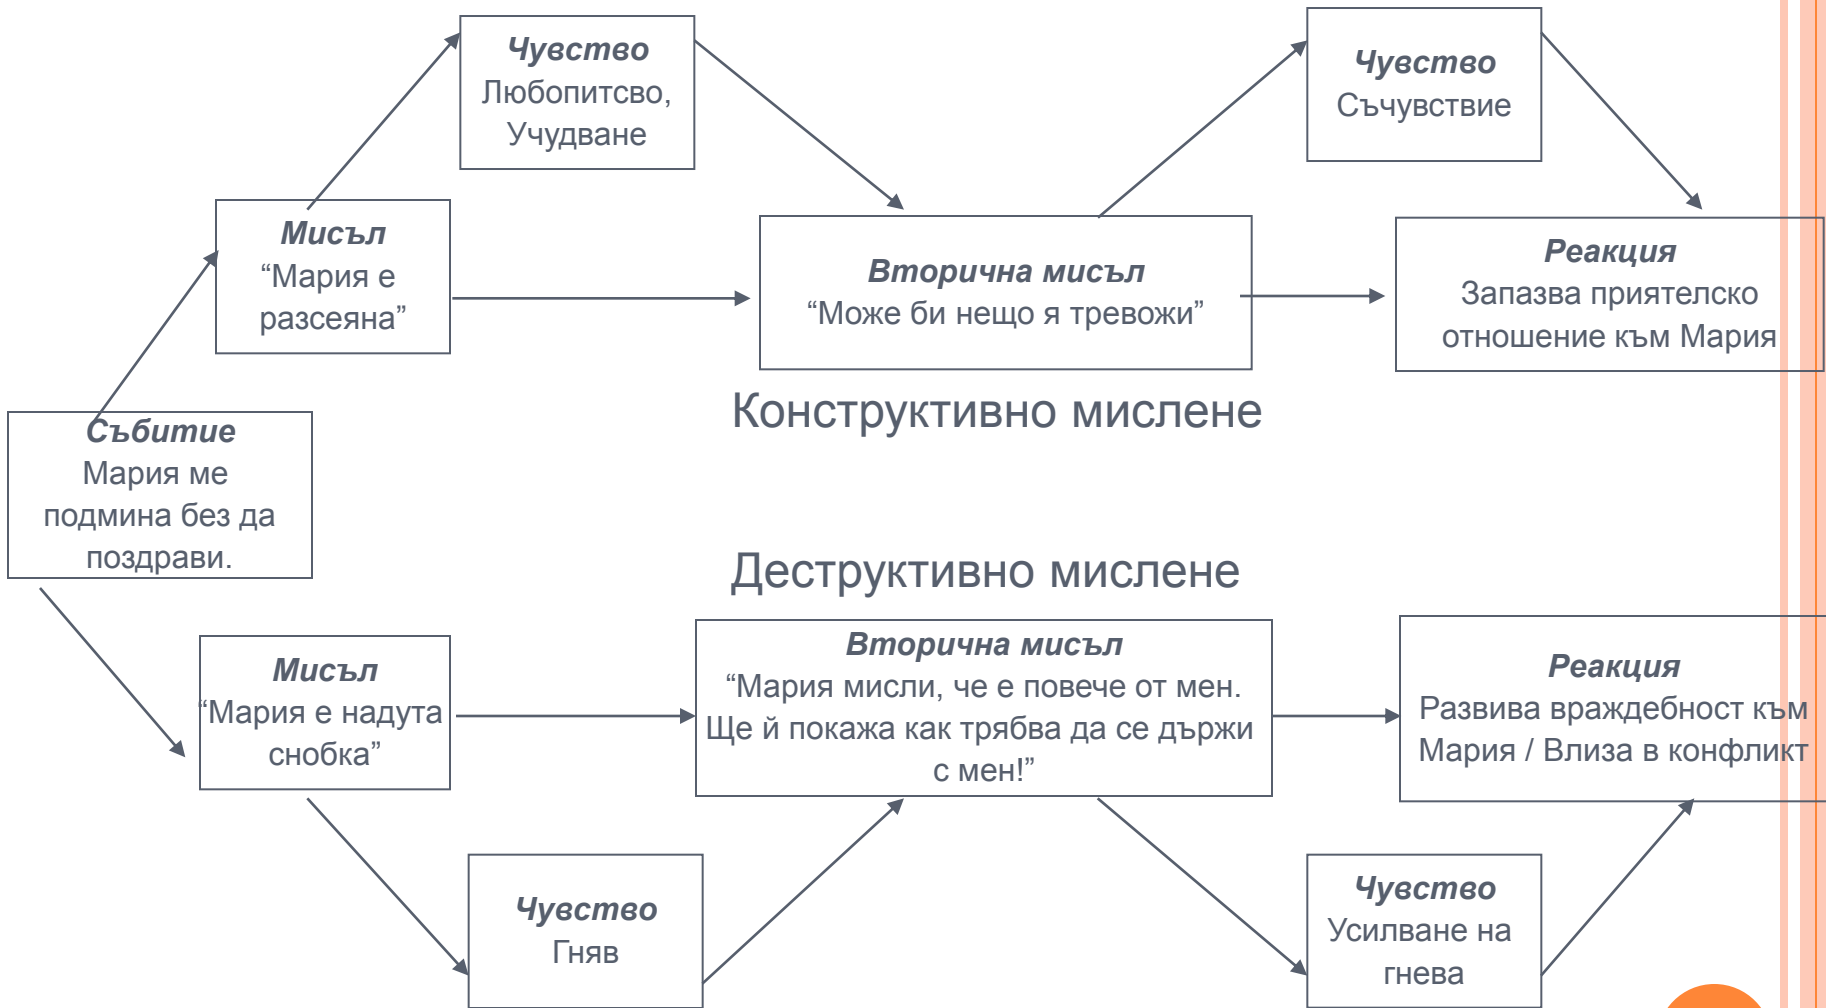 Чувство
Любопитсво,
Учудване
Чувство
Съчувствие
Мисъл
“Мария е
разсеяна”
Вторична мисъл
“Може би нещо я тревожи”
Реакция
Запазва приятелско
отношение към Мария
Конструктивно мислене
Събитие
Мария ме
подмина без да
поздрави.
Деструктивно мислене
Мисъл
“Мария е надута
снобка”
Вторична мисъл
“Мария мисли, че е повече от мен.
Ще й покажа как трябва да се държи
с мен!”
Реакция
Развива враждебност към
Мария / Влиза в конфликт
Чувство
Гняв
Чувство
Усилване на
гнева